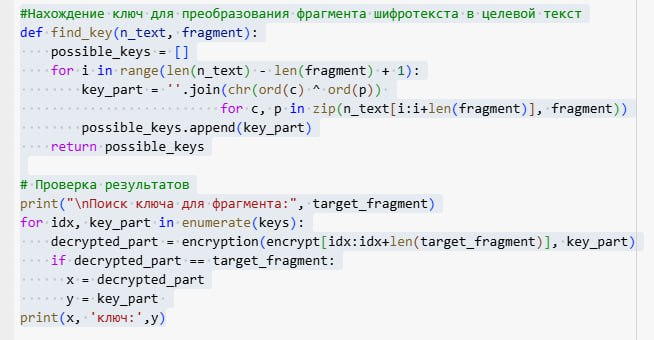 #Нахождение ключ для преобразования фрагмента шифротекста в целевой текст
def find_key(n_text, fragment):
    possible_keys = []
    for i in range(len(n_text) - len(fragment) + 1):
        key_part = ''.join(chr(ord(c) ^ ord(p))
                          for c, p in zip(n_text[i:i+len(fragment)], fragment))
        possible_keys.append(key_part)
    return possible_keys

# Проверка результатов
print("\nПоиск ключа для фрагмента:", target_fragment)
for idx, key_part in enumerate(keys):
    decrypted_part = encryption(encrypt[idx:idx+len(target_fragment)], key_part)
    if decrypted_part == target_fragment:
      x = decrypted_part
      y = key_part
print(x, 'ключ:',y)